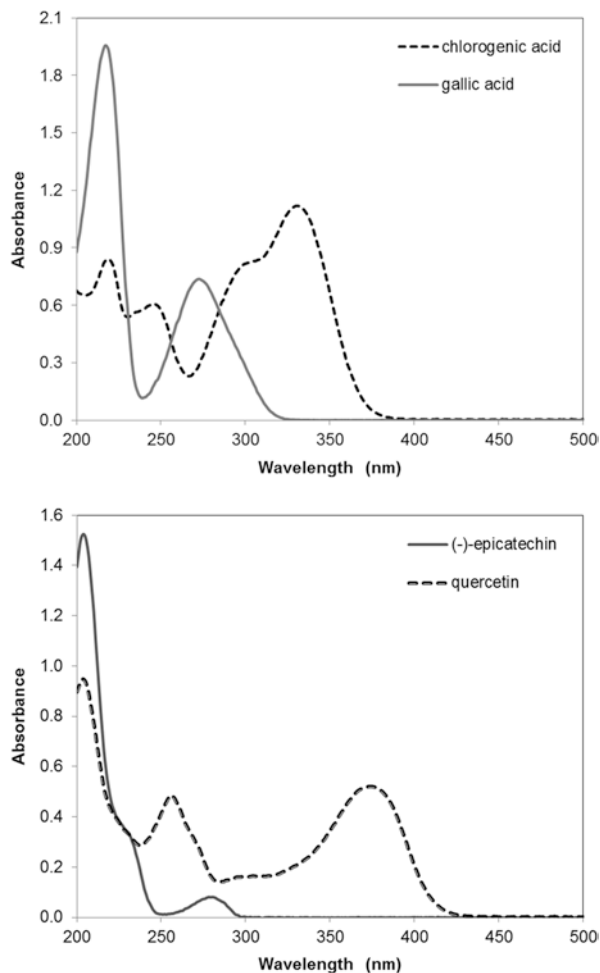 2.1
chlorogenic acid
1.8
gallic acid
1.5
1.2
0.9
0.6
0.3
0.0
Absorbance
200 250 300 350 400 450 500
Wavelength (nm)
1.6
(-)-epicatechin
1.4
quercetin
1.2
1.0
0.8
0.6
0.4
0.2
0.0
Absorbance
200 250 300 350 400 450 500
Wavelength (nm)